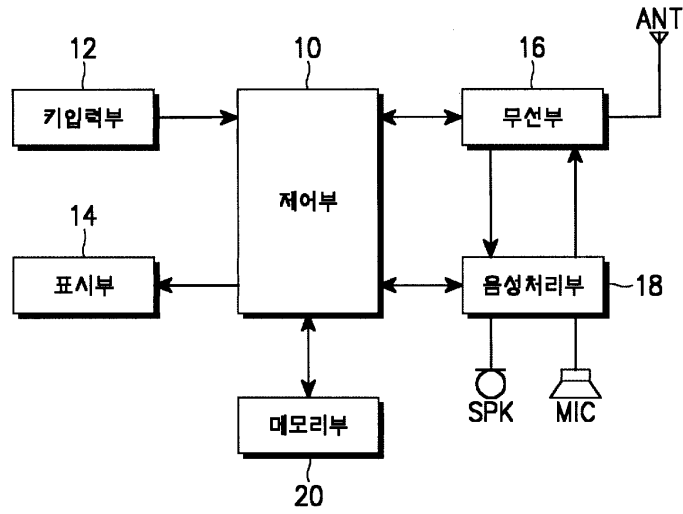 ANT
12
10
16
키입력부
무선부
제어부
14
표시부
음성처리부
18
SPK
MIC
메모리부
20